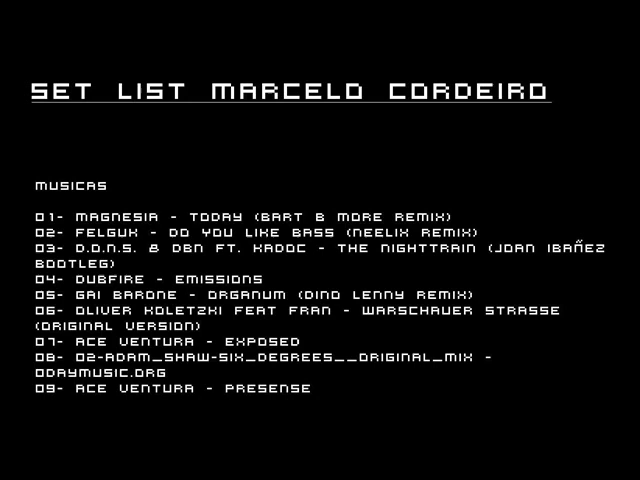 SET LIST MARCELO CORDEIRO
MUSICAS
01- MAGNESIA - TODAY (BART B MORE REMIX)
02- FELGUK - DO YOU LIKE BASS (NEELIX REMIX)
03- D.O.N.S. & DBN FT. KADOC - THE NIGHTTRAIN (JOAN IBAÑEZ
BOOTLEG)
04- DUBFIRE - EMISSIONS
05- GAI BARONE - ORGANUM (DINO LENNY REMIX)
06- OLIVER KOLETZKI FEAT FRAN - WARSCHAUER STRASSE
(ORIGINAL VERSION)
07- ACE VENTURA - EXPOSED
08- 02-ADAM_SHAW-SIX_DEGREES__ORIGINAL_MIX -
0DAYMUSIC.ORG
09- ACE VENTURA - PRESENSE